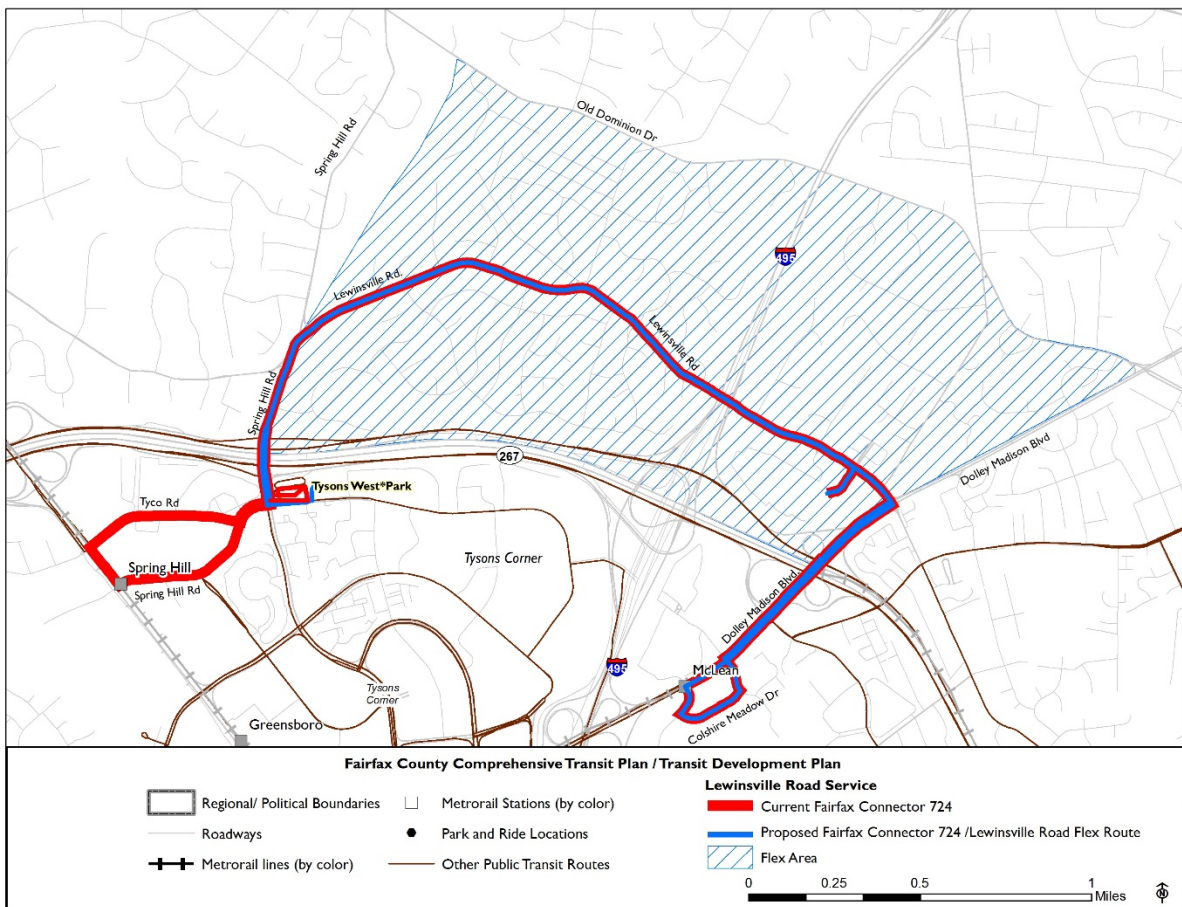 Old Dominion Dr
Spring Hill Rd
495
Lewinsville Rd.
Lewinsville Rd
Spring Hill Rd
267
Dolley Madison Blvd
Tysons West*Park
Tyco Rd
Tysons Corner
Spring Hill
Spring Hill Rd
Dolley Madison Blvd.
495
McLean
Tysons
Corner
Colshire Meadow Dr
Greensboro
Fairfax County Comprehensive Transit Plan / Transit Development Plan
Regional/ Political Boundaries
Roadways
Metrorail lines (by color)
Metrorail Stations (by color)
Park and Ride Locations
Other Public Transit Routes
Lewinsville Road Service
Current Fairfax Connector 724
Proposed Fairfax Connector 724 /Lewinsville Road Flex Route
Flex Area
0 0.25 0.5 1
Miles
N